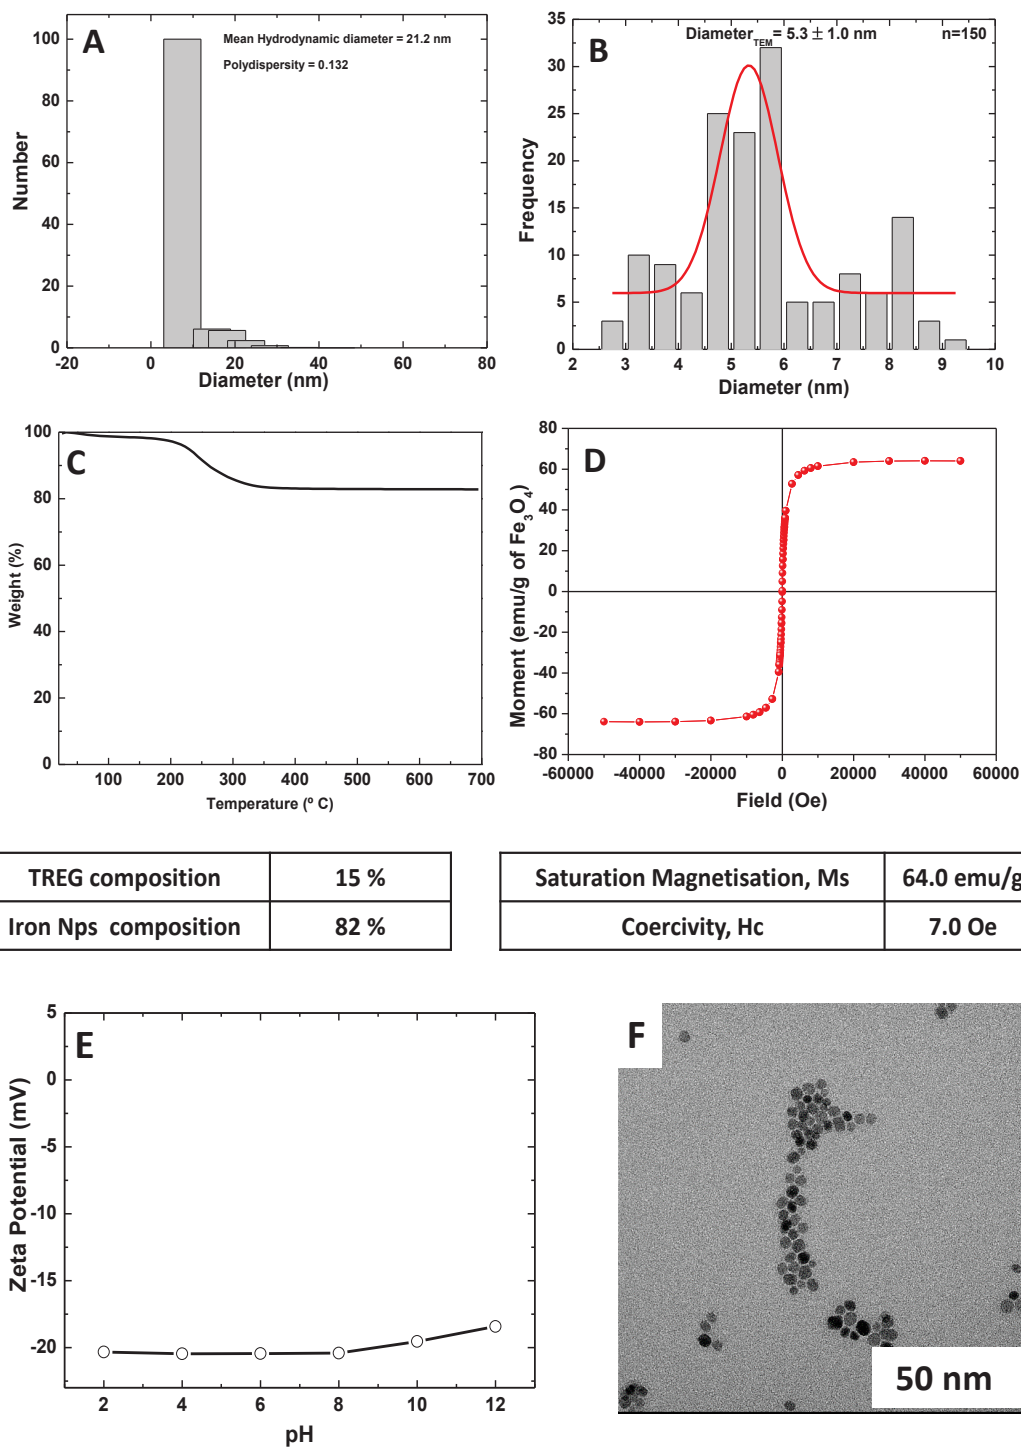 A
Mean Hydrodynamic diameter = 21.2 nm
Polydispersity = 0.132
Number
100
80
60
40
20
0
-20 0 20 40 60 80
Diameter (nm)
B
Diameter TEM = 5.3 ± 1.0 nm n=150
Frequency
35
30
25
20
15
10
5
0
2 3 4 5 6 7 8 9 10
Diameter (nm)
C
Weight (%)
100
80
60
40
20
0
100 200 300 400 500 600 700
Temperature (º C)
D
Moment (emu/g of Fe3O4)
80
60
40
20
0
-20
-40
-60
-80
-60000 -40000 -20000 0 20000 40000 60000
Field (Oe)
TREG composition 15 %
Iron Nps composition 82 %
Saturation Magnetisation, Ms 64.0 emu/g
Coercivity, Hc 7.0 Oe
E
Zeta Potential (mV)
5
0
-5
-10
-15
-20
2 4 6 8 10 12
pH
F
50 nm